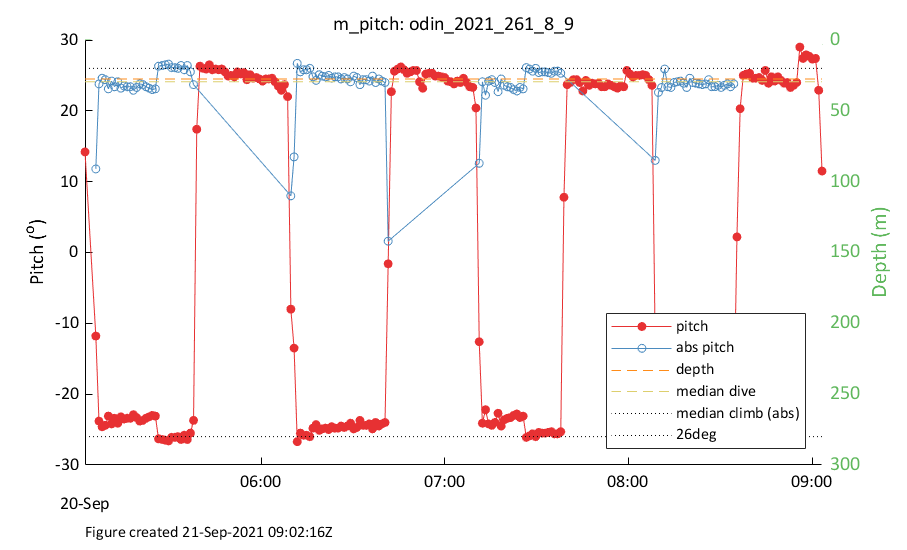 m_pitch: odin_2021_261_8_9
30
20
10
0
-10
-20
-30
Pitch (º)
0
50
100
150
200
250
300
Depth (m)
pitch
abs pitch
depth
median dive
median climb (abs)
26deg
06:00
07:00
08:00
09:00
20-Sep
Figure created 21-Sep-2021 09:02:16Z